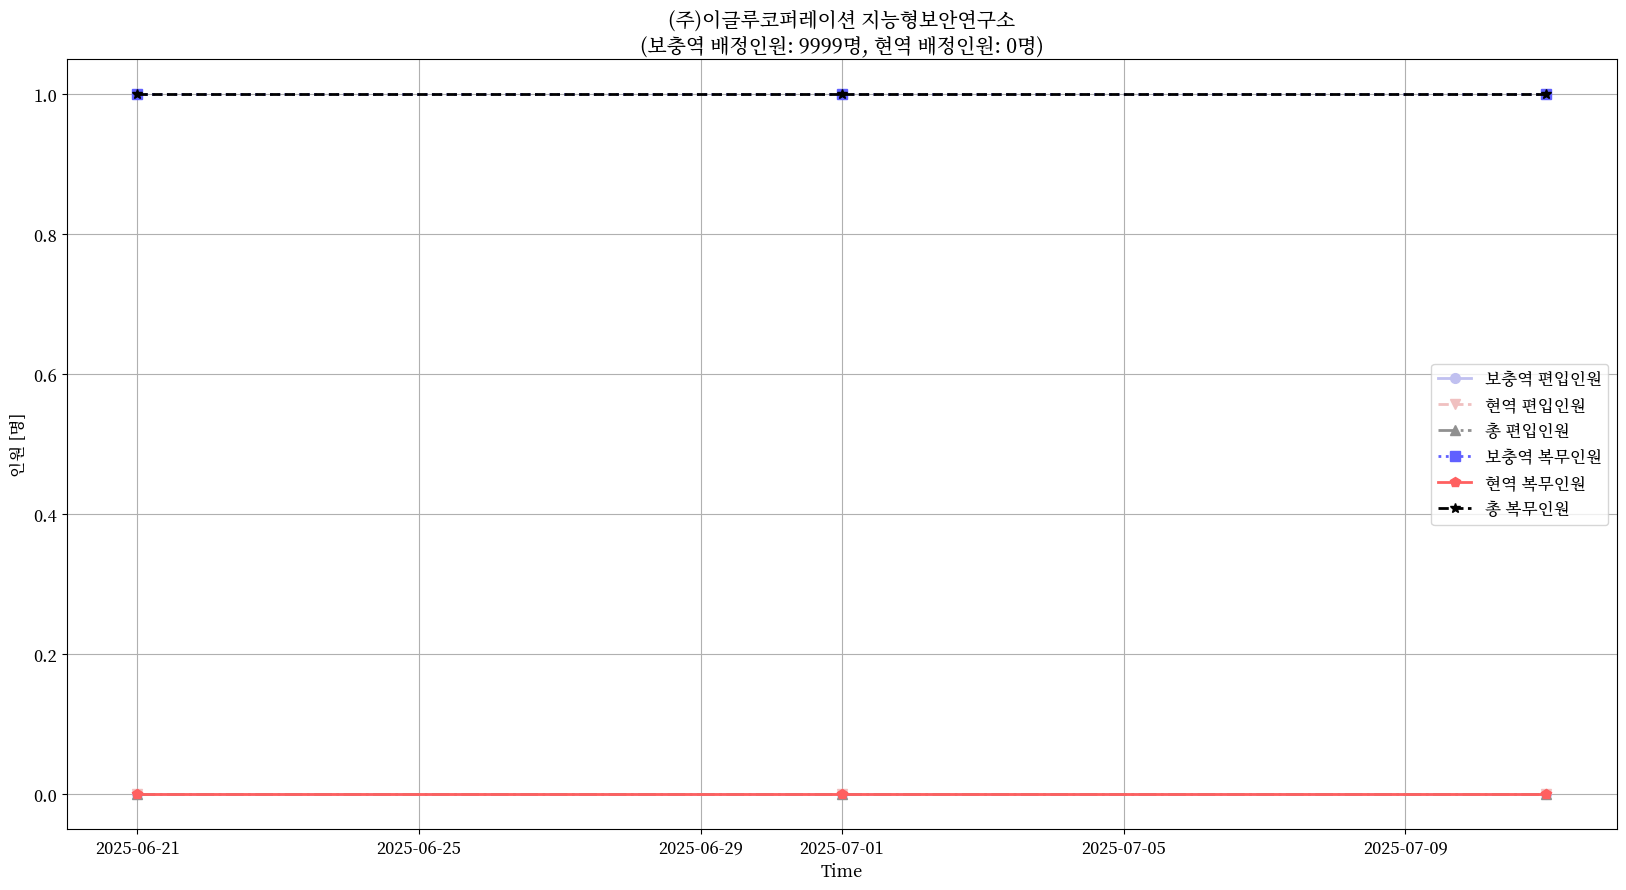 (주)이글루코퍼레이션 지능형보안연구소
(보충역 배정인원: 9999명, 현역 배정인원: 0명)
인원 [명]
1.0
0.8
0.6
0.4
0.2
0.0
보충역 편입인원
현역 편입인원
총 편입인원
보충역 복무인원
현역 복무인원
총 복무인원
2025-06-21
2025-06-25
2025-06-29
2025-07-01
2025-07-05
2025-07-09
Time